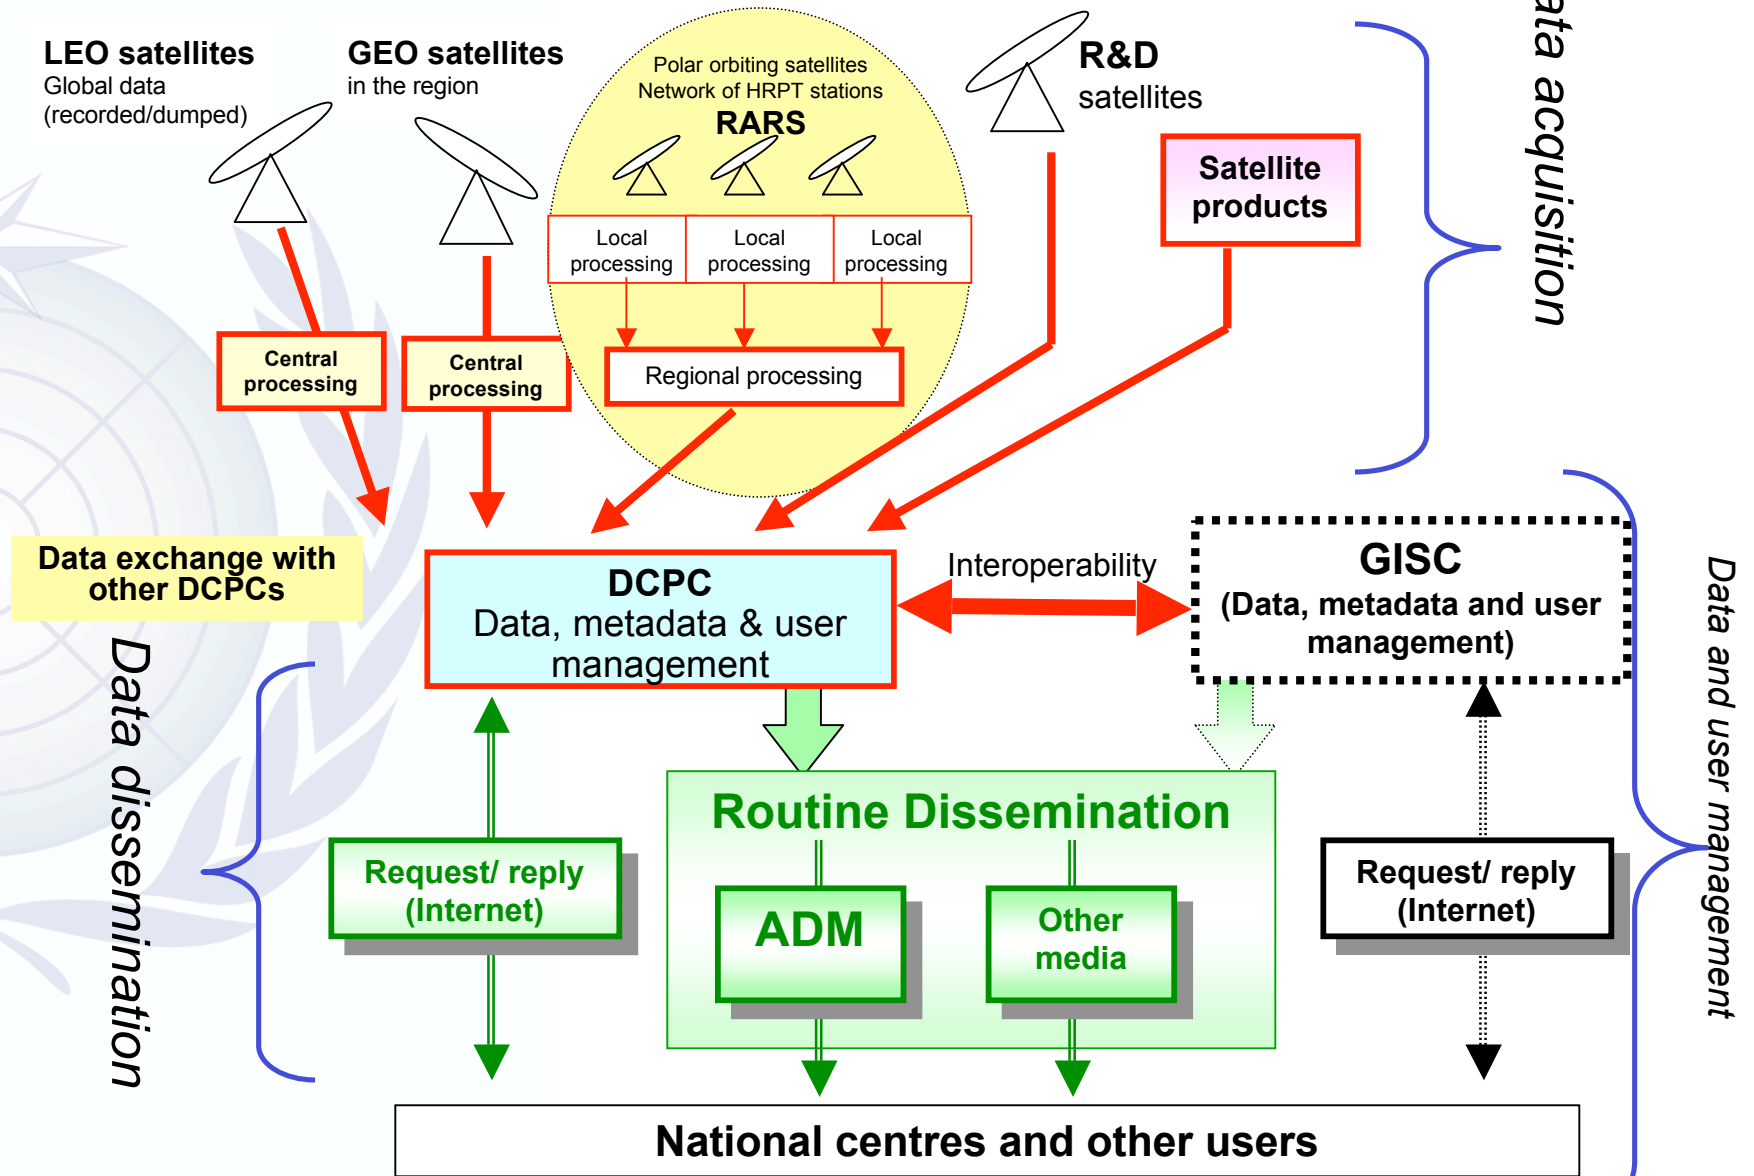 LEO satellites
Global data
(recorded/dumped)
GEO satellites
in the region
Polar orbiting satellites
Network of HRPT stations
RARS
R&D
satellites
Satellite
products
Local
processing
Local
processing
Local
processing
Central
processing
Central
processing
Regional processing
acquisition
Data exchange with
other DCPCs
DCPC
Data, metadata & user
management
Interoperability
GISC
(Data, metadata and user
management)
Data dissemination
Data and user management
Routine Dissemination
Request/ reply
(Internet)
ADM
Other
media
Request/ reply
(Internet)
National centres and other users